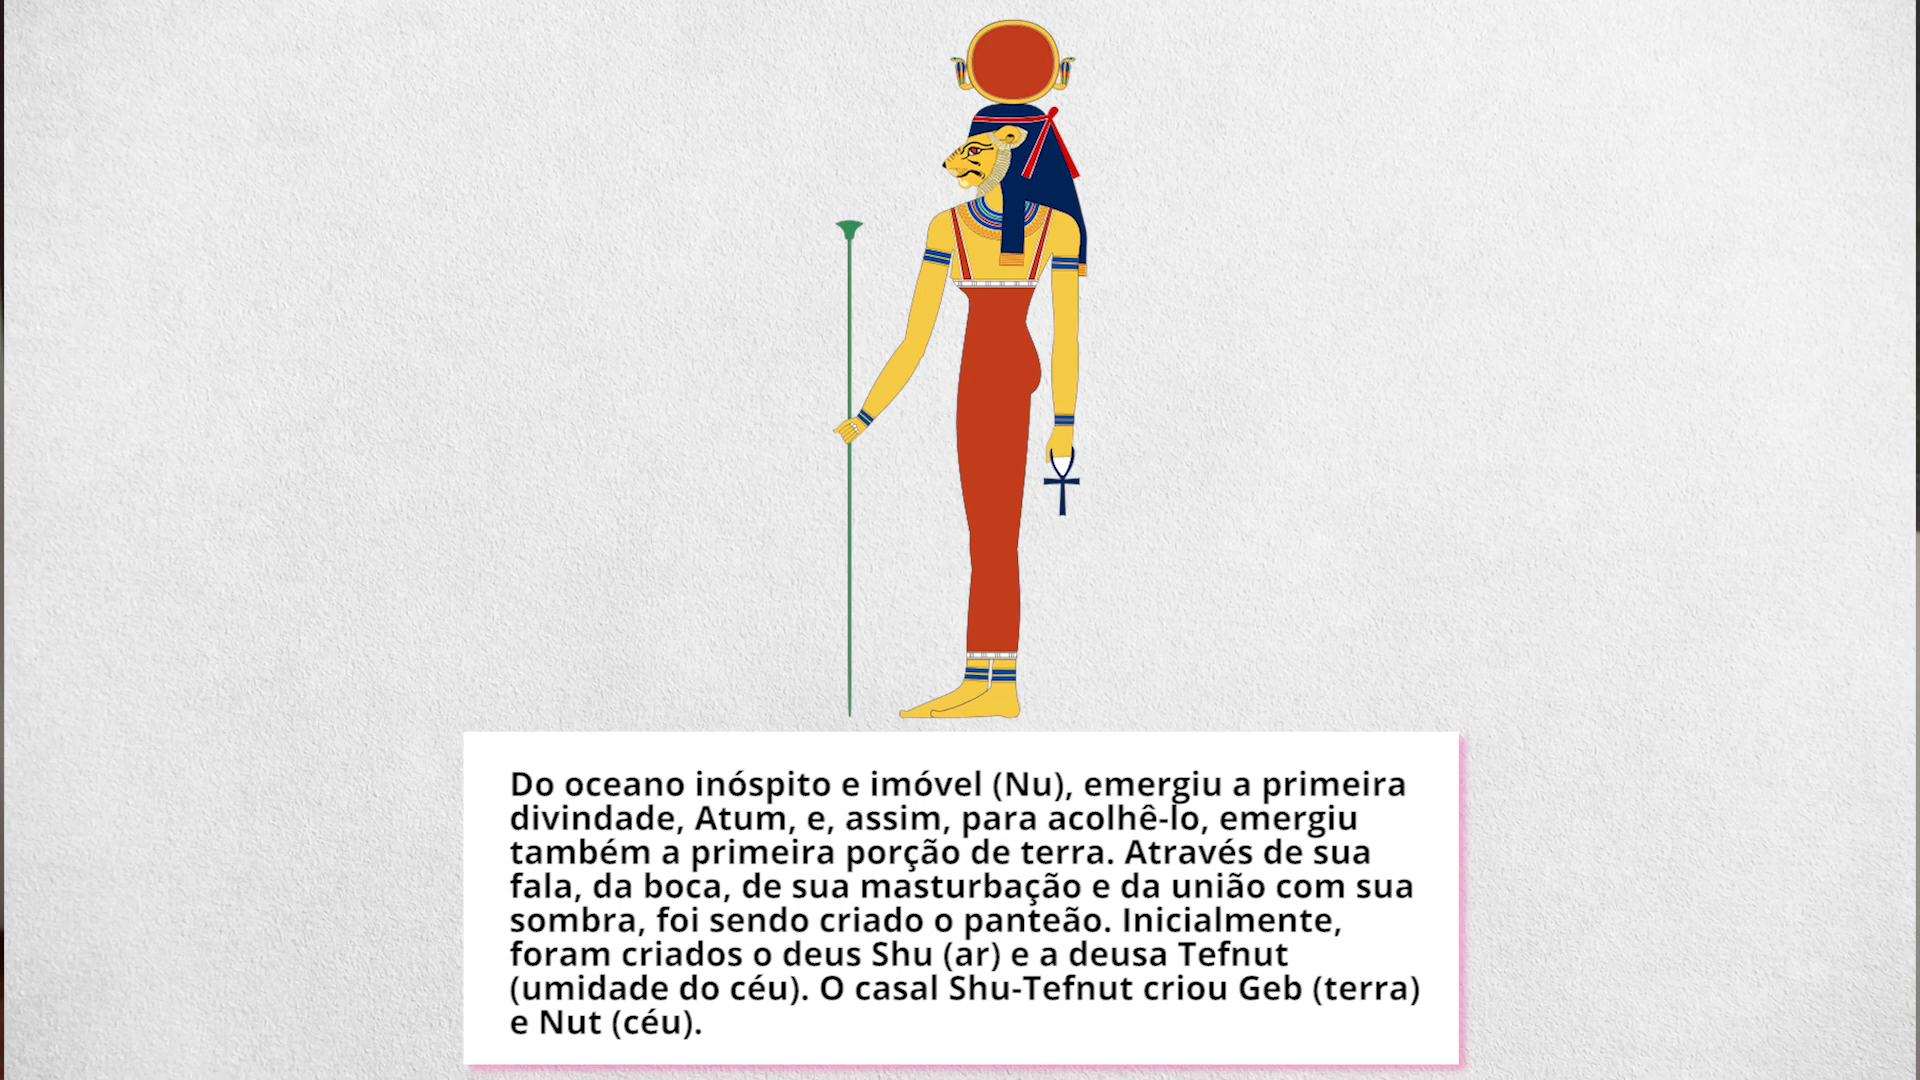 Do oceano inóspito e imóvel (Nu), emergiu a primeira
divindade, Atum, e, assim, para acolhê-lo, emergiu
também a primeira porção de terra. Através de sua
fala, da boca, de sua masturbação e da união com sua
sombra, foi sendo criado o panteão. Inicialmente,
foram criados o deus Shu (ar) e a deusa Tefnut
(umidade do céu). O casal Shu-Tefnut criou Geb (terra)
e Nut (céu).